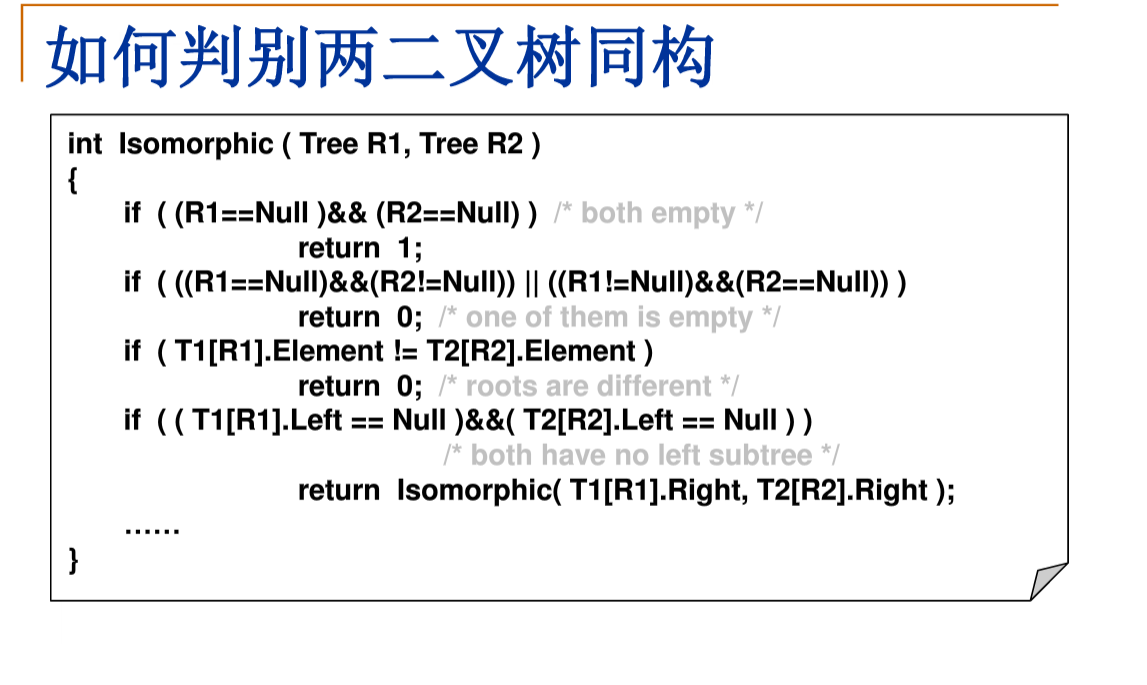 如何判别两二叉树同构
int Isomorphic ( Tree R1, Tree R2 )
{
if ( (R1==Null )&& (R2==Null) ) /* both empty */
return 1;
if ( ((R1==Null)&&(R2!=Null)) || ((R1!=Null)&&(R2==Null)) )
return 0; /* one of them is empty */
if ( T1[R1].Element != T2[R2].Element )
return 0; /* roots are different */
if ( ( T1[R1].Left == Null )&&( T2[R2].Left == Null ) )
/* both have no left subtree */
return Isomorphic( T1[R1].Right, T2[R2].Right );
……
}